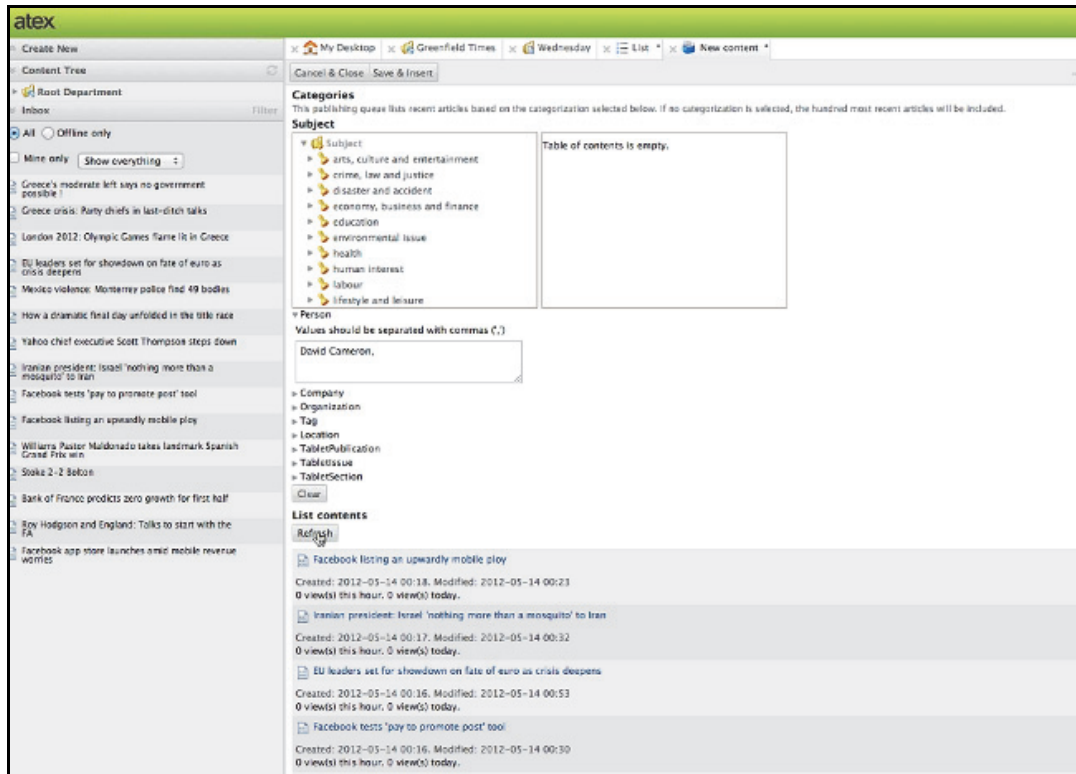 atex
Create New
Content Tree
Root Department
Inbox Filter
All Offline only
Mine only Show everything
Greece's moderate left says no government
possible !
Greece crisis: Party chiefs in last-ditch talks
London 2012: Olympic Games flame lit in Greece
EU leaders set for showdown on fate of euro as
crisis deepens
Mexico violence: Monterrey police find 49 bodies
How a dramatic final day unfolded in the title race
Yahoo chief executive Scott Thompson steps down
Iranian president: Israel 'nothing more than a
mosquito' to Iran
Facebook tests 'pay to promote post' tool
Facebook listing an upwardly mobile ploy
Williams Pastor Maldonado takes landmark Spanish
Grand Prix win
Stoke 2-2 Bolton
Bank of France predicts zero growth for first half
Roy Hodgson and England: Talks to start with the
FA
Facebook app store launches amid mobile revenue
worries
My Desktop Greenfield Times Wednesday List * New content *
Cancel & Close Save & Insert
Categories
This publishing queue lists recent articles based on the categorization selected below. If no categorization is selected, the hundred most recent articles will be included.
Subject
Subject
arts, culture and entertainment
crime, law and justice
disaster and accident
economy, business and finance
education
environmental issue
health
human interest
labour
lifestyle and leisure
Table of contents is empty.
Person
Values should be separated with commas (',')
David Cameron,
Company
Organization
Tag
Location
TabletPublication
TabletIssue
TabletSection
Clear
List contents
Refresh
Facebook listing an upwardly mobile ploy
Created: 2012-05-14 00:18. Modified: 2012-05-14 00:23
0 view(s) this hour. 0 view(s) today.
Iranian president: Israel 'nothing more than a mosquito' to Iran
Created: 2012-05-14 00:17. Modified: 2012-05-14 00:32
0 view(s) this hour. 0 view(s) today.
EU leaders set for showdown on fate of euro as crisis deepens
Created: 2012-05-14 00:16. Modified: 2012-05-14 00:53
0 view(s) this hour. 0 view(s) today.
Facebook tests 'pay to promote post' tool
Created: 2012-05-14 00:16. Modified: 2012-05-14 00:30
0 view(s) this hour. 0 view(s) today.